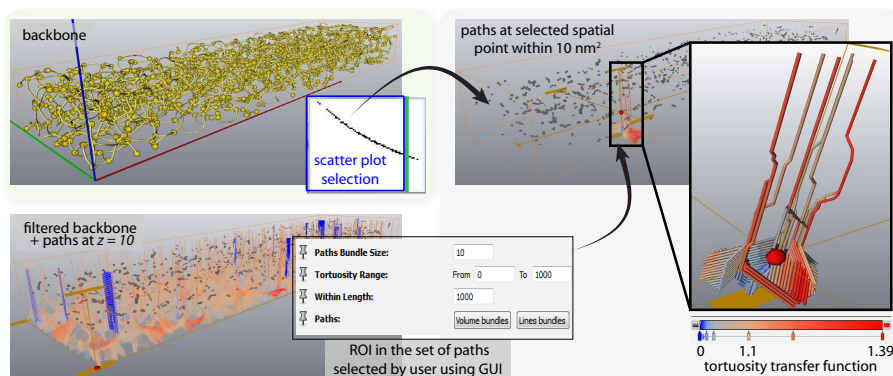 backbone
scatter plot
selection
paths at selected spatial
point within 10 nm²
filtered backbone
+ paths at z = 10
Paths Bundle Size: 10
Tortuosity Range: From 0 To 1000
Within Length: 1000
Paths: Volume bundles Lines bundles
ROI in the set of paths
selected by user using GUI
0 1.1 1.39
tortuosity transfer function